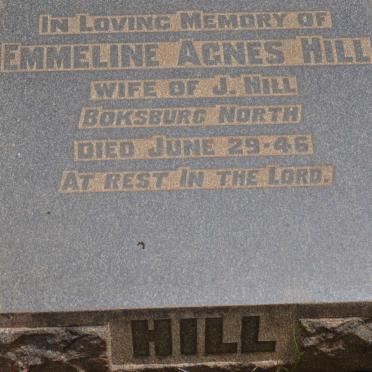 In Loving Memory of
Emmeline Agnes Hill
wife of J. Hill
Boksburg North
died June 29-46
At rest in the Lord.
HILL